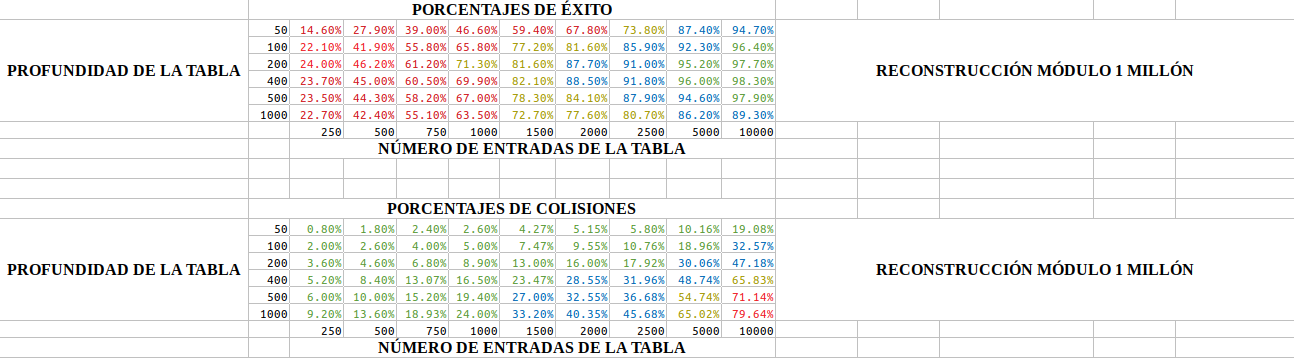 PORCENTAJES DE ÉXITO
50 14.60% 27.90% 39.00% 46.60% 59.40% 67.80% 73.80% 87.40% 94.70%
100 22.10% 41.90% 55.80% 65.80% 77.20% 81.60% 85.90% 92.30% 96.40%
PROFUNDIDAD DE LA TABLA 200 24.00% 46.20% 61.20% 71.30% 81.60% 87.70% 91.00% 95.20% 97.70% RECONSTRUCCIÓN MÓDULO 1 MILLÓN
400 23.70% 45.00% 60.50% 69.90% 82.10% 88.50% 91.80% 96.00% 98.30%
500 23.50% 44.30% 58.20% 67.00% 78.30% 84.10% 87.90% 94.60% 97.90%
1000 22.70% 42.40% 55.10% 63.50% 72.70% 77.60% 80.70% 86.20% 89.30%
250 500 750 1000 1500 2000 2500 5000 10000
NÚMERO DE ENTRADAS DE LA TABLA
PORCENTAJES DE COLISIONES
50 0.80% 1.80% 2.40% 2.60% 4.27% 5.15% 5.80% 10.16% 19.08%
100 2.00% 2.60% 4.00% 5.00% 7.47% 9.55% 10.76% 18.96% 32.57%
PROFUNDIDAD DE LA TABLA 200 3.60% 4.60% 6.80% 8.90% 13.00% 16.00% 17.92% 30.06% 47.18% RECONSTRUCCIÓN MÓDULO 1 MILLÓN
400 5.20% 8.40% 13.07% 16.50% 23.47% 28.55% 31.96% 48.74% 65.83%
500 6.00% 10.00% 15.20% 19.40% 27.00% 32.55% 36.68% 54.74% 71.14%
1000 9.20% 13.60% 18.93% 24.00% 33.20% 40.35% 45.68% 65.02% 79.64%
250 500 750 1000 1500 2000 2500 5000 10000
NÚMERO DE ENTRADAS DE LA TABLA